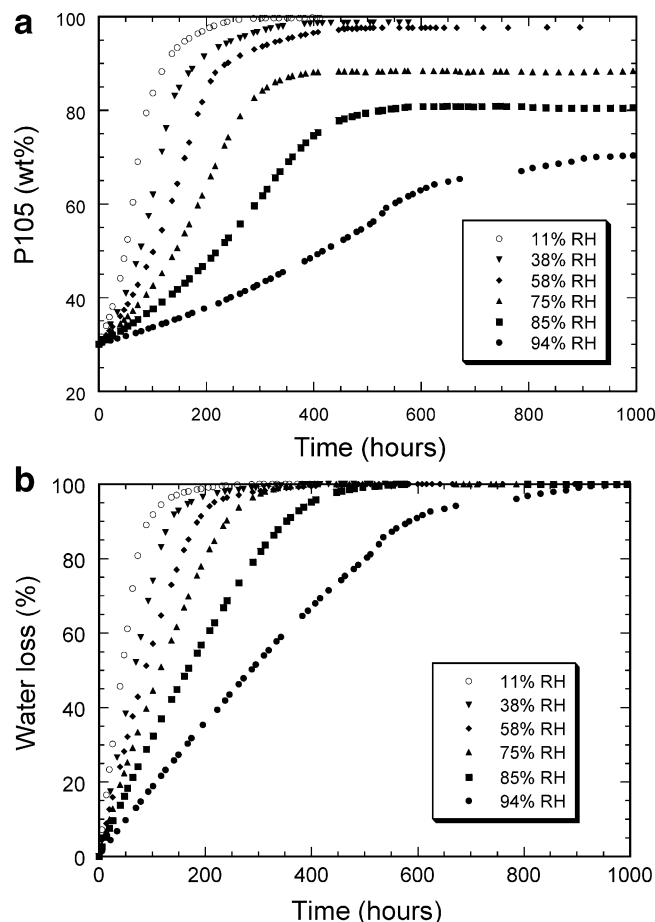 a
100
80
60
40
20
P105 (wt%)
11% RH
38% RH
58% RH
75% RH
85% RH
94% RH
0 200 400 600 800 1000
Time (hours)
b
100
80
60
40
20
0
Water loss (%)
11% RH
38% RH
58% RH
75% RH
85% RH
94% RH
0 200 400 600 800 1000
Time (hours)